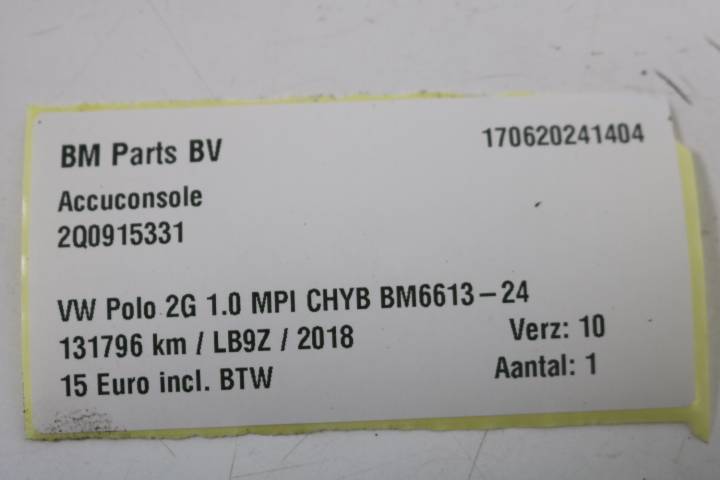 BM Parts BV 170620241404
Accuconsole
2Q0915331
VW Polo 2G 1.0 MPI CHYB BM6613-24
131796 km / LB9Z / 2018 Verz: 10
15 Euro incl. BTW Aantal: 1